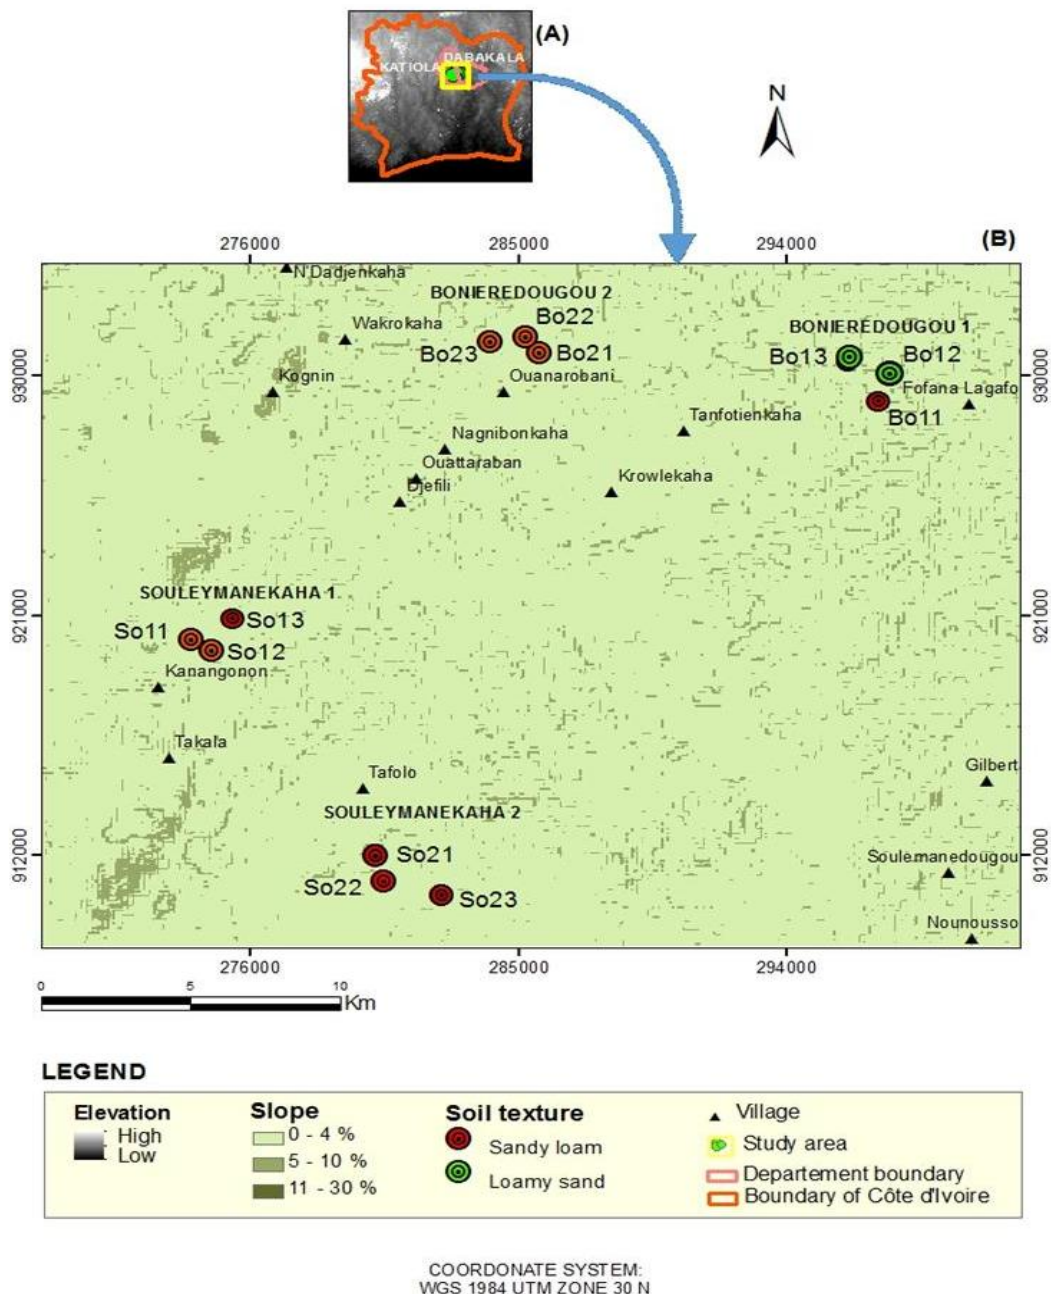 (A)
DABAKALA
KATIOLA
N
276000
285000
294000
(B)
N'Dadjenkaha
BONIEREDOUGOU 2
Bo22
Wakrokaha
BONIEREDOUGOU 1
Bo23
Bo21
Bo13
Bo12
930000
930000
Kognin
Ouanarobani
Fofana Lagafo
Bo11
Tanfotienkaha
Nagnibonkaha
Ouattaraban
Krowlekaha
Djefili
SOULEYMANEKAHA 1
921000
921000
So13
So11
So12
Kanangonon
Takala
Gilbert
Tafolo
SOULEYMANEKAHA 2
912000
912000
So21
Soulemanedougou
So22
So23
Nounousso
276000
285000
294000
0
5
10
Km
LEGEND
Elevation
High
Low
Slope
0 - 4 %
5 - 10 %
11 - 30 %
Soil texture
Sandy loam
Loamy sand
Village
Study area
Departement boundary
Boundary of Côte d'Ivoire
COORDONATE SYSTEM:
WGS 1984 UTM ZONE 30 N